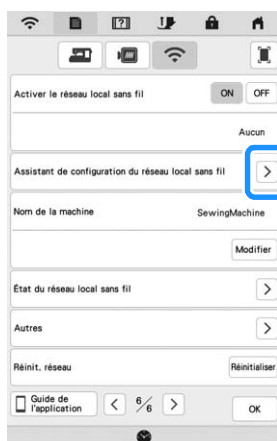 Activer le réseau local sans fil ON OFF
Aucun
Assistant de configuration du réseau local sans fil >
Nom de la machine SewingMachine
Modifier
État du réseau local sans fil >
Autres >
Réinit, réseau Réinitialiser
Guide de
l'application < 6/6 > OK